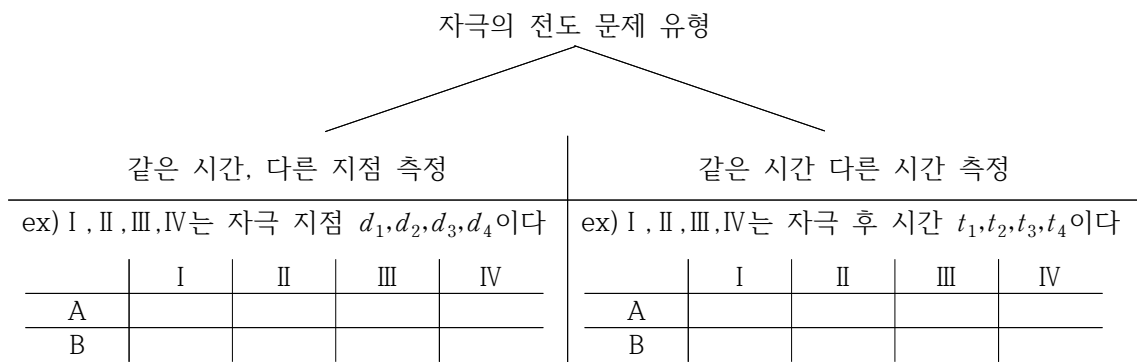 자극의 전도 문제 유형
같은 시간, 다른 지점 측정
같은 시간 다른 시간 측정
ex) Ⅰ,Ⅱ,Ⅲ,Ⅳ는 자극 지점 d₁,d₂,d₃,d₄이다
ex) Ⅰ,Ⅱ,Ⅲ,Ⅳ는 자극 후 시간 t₁,t₂,t₃,t₄이다
Ⅰ Ⅱ Ⅲ Ⅳ
A
B
Ⅰ Ⅱ Ⅲ Ⅳ
A
B